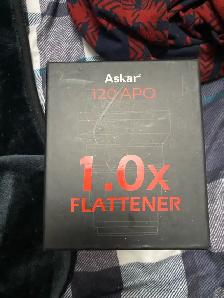 Askar
120 APO
1.0x
FLATTENER